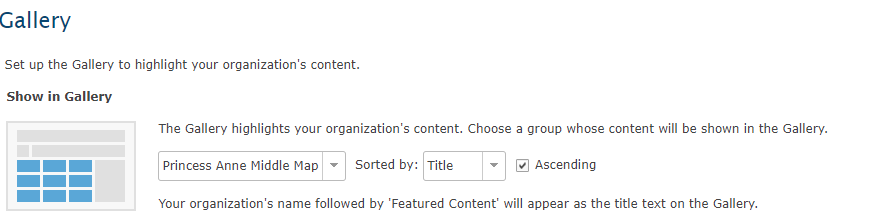 Gallery
Set up the Gallery to highlight your organization's content.
Show in Gallery
The Gallery highlights your organization's content. Choose a group whose content will be shown in the Gallery.
Princess Anne Middle Map Sorted by: Title Ascending
Your organization's name followed by 'Featured Content' will appear as the title text on the Gallery.